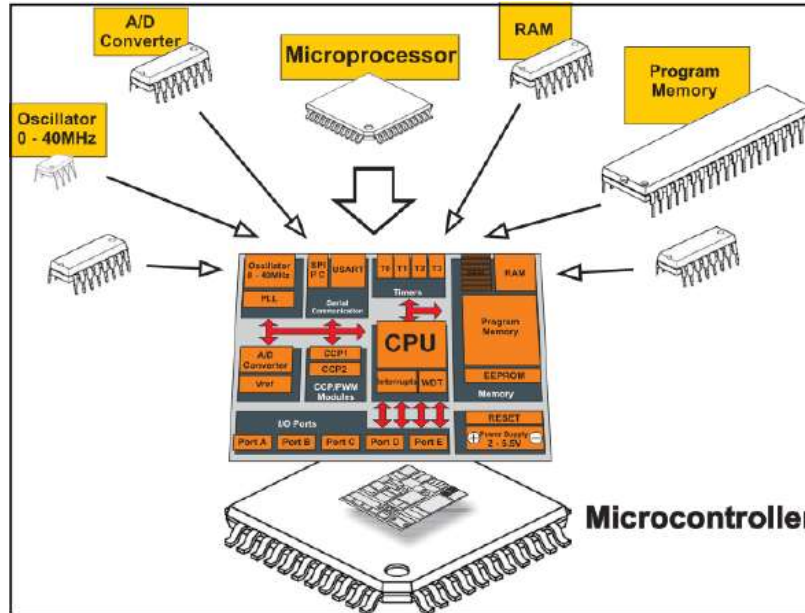 A/D
Converter
Microprocessor
RAM
Program
Memory
Oscillator
0 - 40MHz
Oscillator
0 - 40MHz
PLL
SPI
I²C
USART
Serial
Communication
T0 T1 T2 T3
Timers
RAM
Program
Memory
EEPROM
Memory
A/D
Converter
Vref
CCP1
CCP2
CCP/PWM
Modules
CPU
Interrupts
WDT
I/O Ports
Port A Port B Port C Port D Port E
RESET
Power Supply
2 - 5.5V
Microcontroller